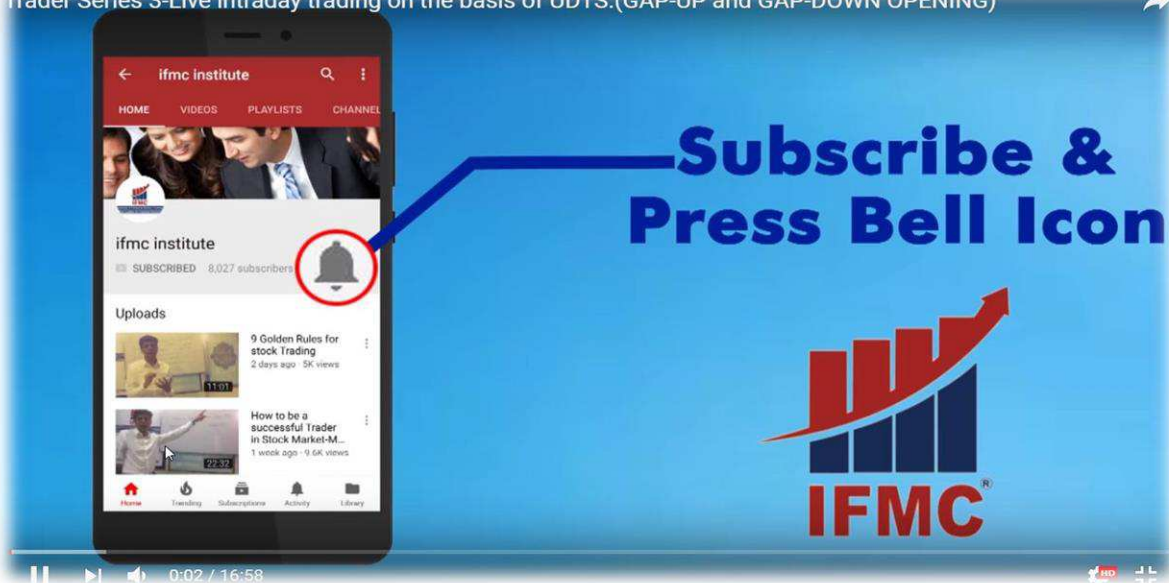 Trader Series 3-Live intraday trading on the basis of UDTS.(GAP-UP and GAP-DOWN OPENING)
ifmc institute
HOME VIDEOS PLAYLISTS CHANNEL
IFMC
ifmc institute
SUBSCRIBED 8,027 subscribers
Uploads
9 Golden Rules for
stock Trading
2 days ago · 5K views
11:01
How to be a
successful Trader
in Stock Market-M...
1 week ago · 9.6K views
22:32
Home Trending Subscriptions Activity Library
Subscribe &
Press Bell Icon
IFMC®
0:02 / 16:58
HD